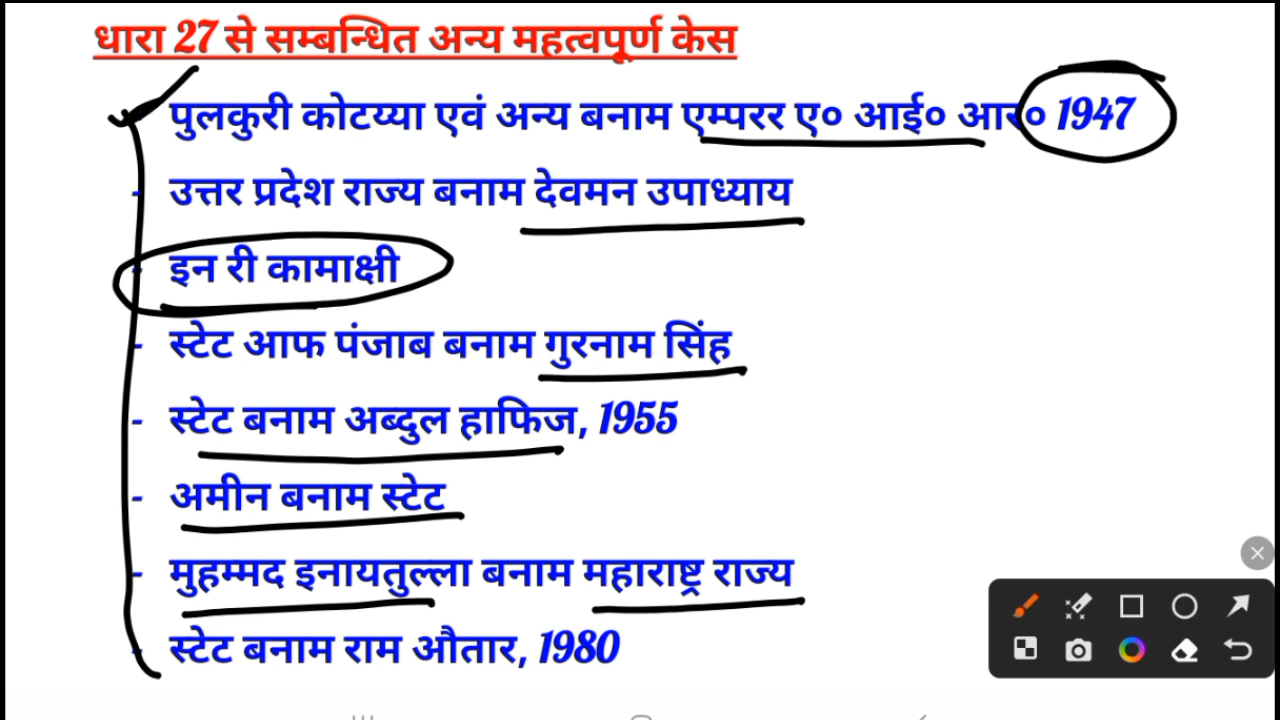 धारा 27 से सम्बन्धित अन्य महत्वपूर्ण केस
पुलकुरी कोटय्या एवं अन्य बनाम एम्परर ए० आई० आर० 1947
- उत्तर प्रदेश राज्य बनाम देवमन उपाध्याय
- इन री कामाक्षी
- स्टेट आफ पंजाब बनाम गुरनाम सिंह
- स्टेट बनाम अब्दुल हाफिज, 1955
- अमीन बनाम स्टेट
- मुहम्मद इनायतुल्ला बनाम महाराष्ट्र राज्य
- स्टेट बनाम राम औतार, 1980